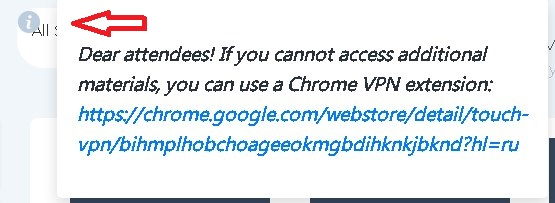 All S
Dear attendees! If you cannot access additional
materials, you can use a Chrome VPN extension:
https://chrome.google.com/webstore/detail/touch-
vpn/bihmplhobchoageeokmgbdihknkjbknd?hl=ru